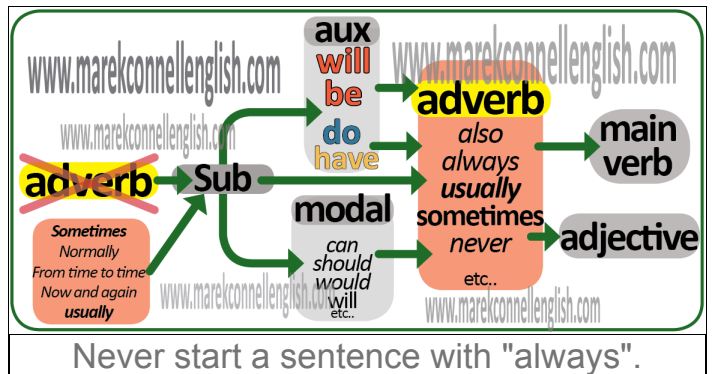 www.marekconnellenglish.com
www.marekconnellenglish.com
www.marekconnellenglish.com
adverb
Sub
Sometimes
Normally
From time to time
Now and again
usually
aux
will
be
do
have
modal
can
should
would
will
etc..
www.marekconnellenglish.com
adverb
also
always
usually
sometimes
never
etc..
www.marekconnellenglish.com
main
verb
adjective
Never start a sentence with "always".